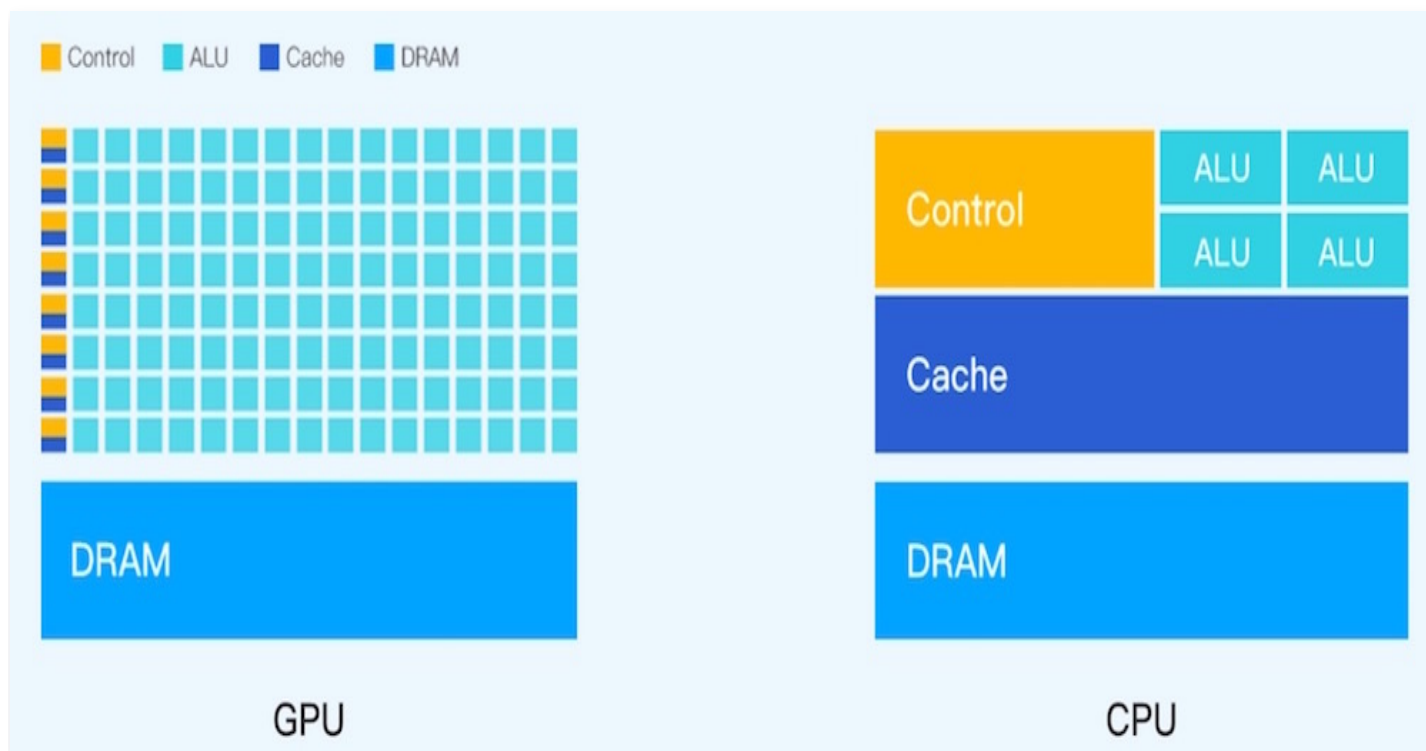 Control ALU Cache DRAM
DRAM
GPU
Control
ALU ALU
ALU ALU
Cache
DRAM
CPU